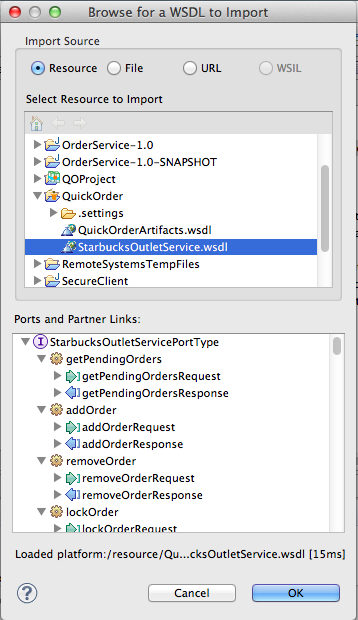 Browse for a WSDL to Import
Import Source
Resource File URL WSIL
Select Resource to Import
OrderService-1.0
OrderService-1.0-SNAPSHOT
QOProject
QuickOrder
.settings
QuickOrderArtifacts.wsdl
StarbucksOutletService.wsdl
RemoteSystemsTempFiles
SecureClient
Ports and Partner Links:
I StarbucksOutletServicePortType
getPendingOrders
getPendingOrdersRequest
getPendingOrdersResponse
addOrder
addOrderRequest
addOrderResponse
removeOrder
removeOrderRequest
removeOrderResponse
lockOrder
lockOrderRequest
Loaded platform:/resource/Qu...cksOutletService.wsdl [15ms]
? Cancel OK